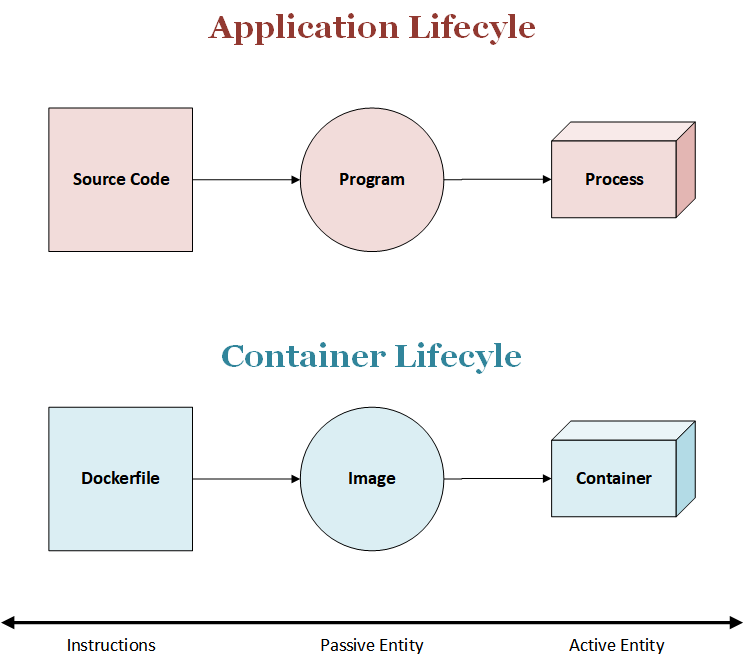 Application Lifecyle
Source Code
Program
Process
Container Lifecyle
Dockerfile
Image
Container
Instructions
Passive Entity
Active Entity